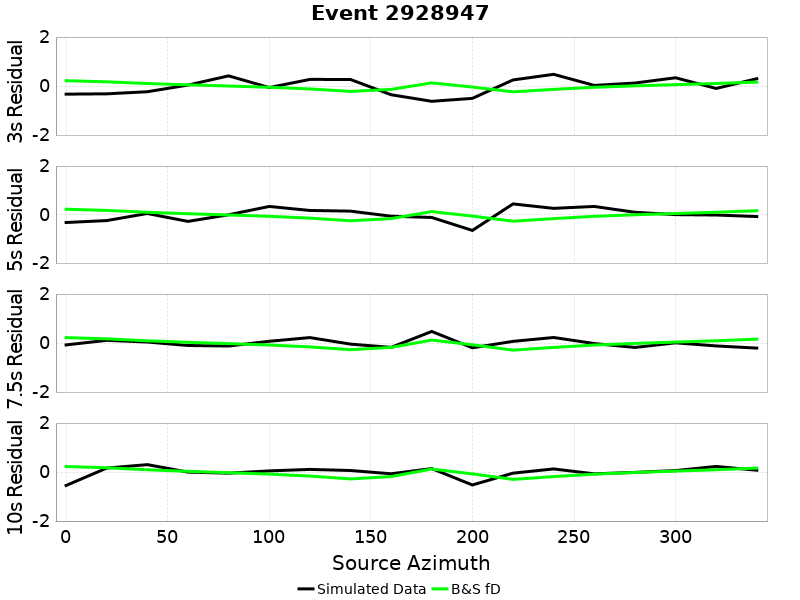 Event 2928947
3s Residual
2
0
-2
5s Residual
2
0
-2
7.5s Residual
2
0
-2
10s Residual
2
0
-2
0 50 100 150 200 250 300
Source Azimuth
Simulated Data B&S fD